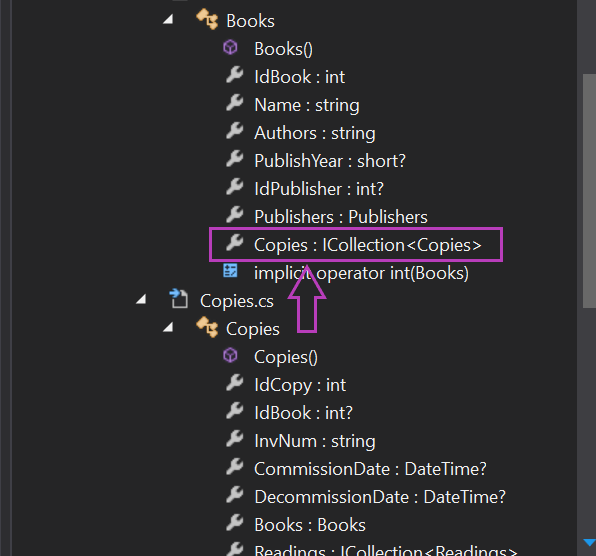 Books
Books()
IdBook : int
Name : string
Authors : string
PublishYear : short?
IdPublisher : int?
Publishers : Publishers
Copies : ICollection<Copies>
implicit operator int(Books)
Copies.cs
Copies
Copies()
IdCopy : int
IdBook : int?
InvNum : string
CommissionDate : DateTime?
DecommissionDate : DateTime?
Books : Books
Readings : ICollection<Readings>